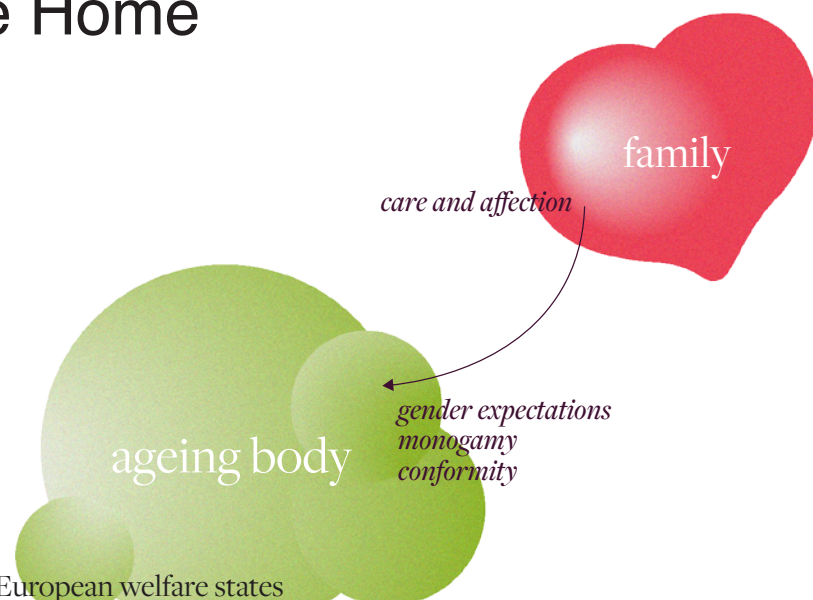 e Home
family
care and affection
gender expectations
monogamy
conformity
ageing body
European welfare states